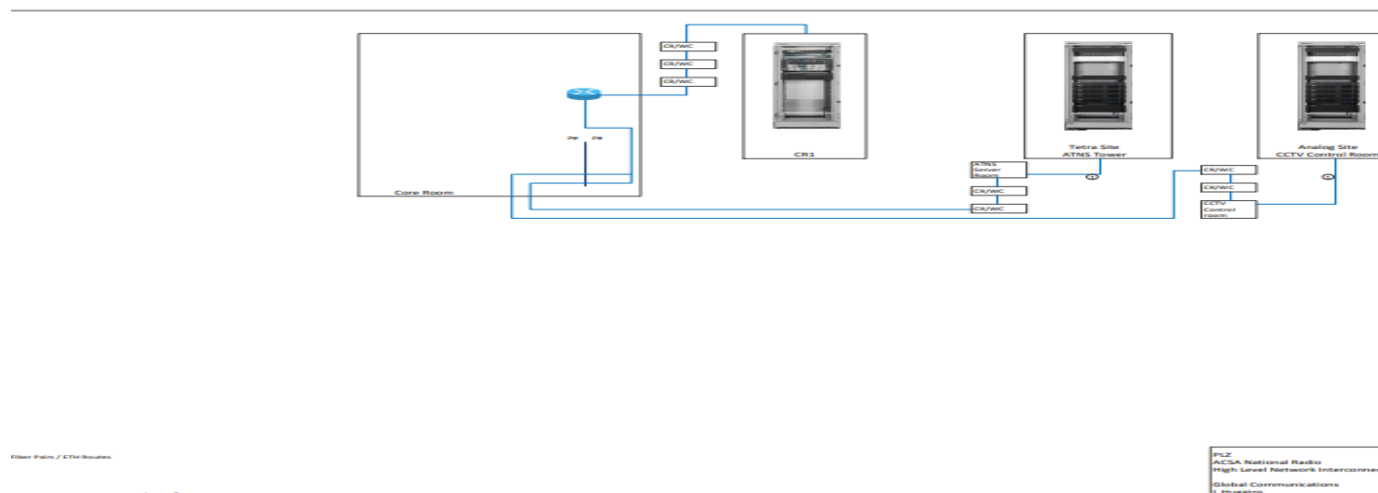 CR/WC
CR/WC
CR/WC
PE PE
Core Room
CR1
Tetra Site
ATNS Tower
Analog Site
CCTV Control Room
ATNS
Server
Room
CR/WC
CR/WC
CR/WC
CR/WC
CCTV
Control
room
Fiber Pairs / ETH Routes
PLZ
ACSA National Radio
High Level Network Interconnec
Global Communications